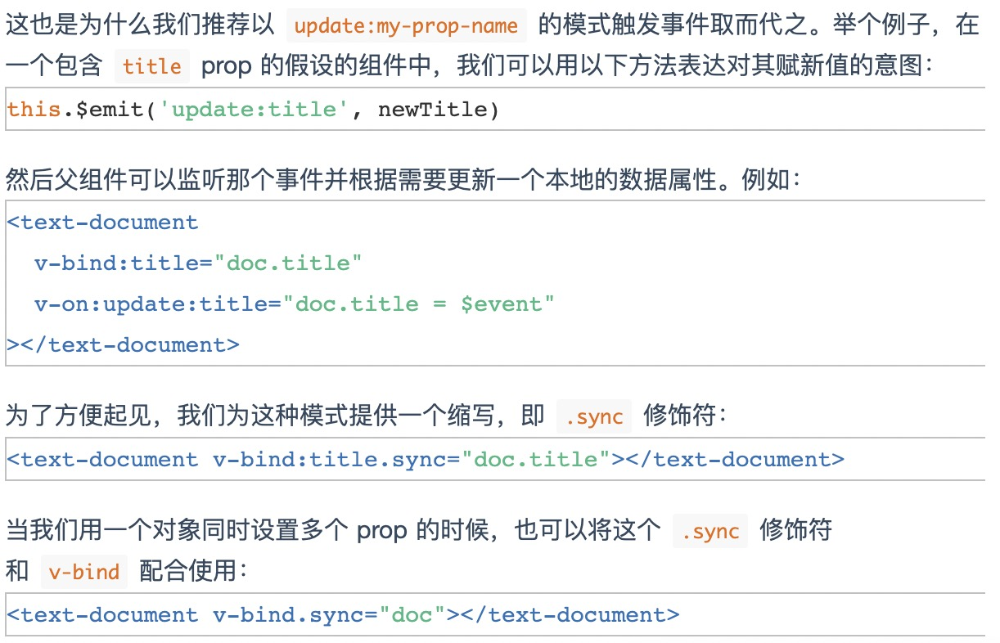 这也是为什么我们推荐以 update:my-prop-name 的模式触发事件取而代之。举个例子，在
一个包含 title prop 的假设的组件中，我们可以用以下方法表达对其赋新值的意图：
this.$emit('update:title', newTitle)
然后父组件可以监听那个事件并根据需要更新一个本地的数据属性。例如：
<text-document
  v-bind:title="doc.title"
  v-on:update:title="doc.title = $event"
></text-document>
为了方便起见，我们为这种模式提供一个缩写，即 .sync 修饰符：
<text-document v-bind:title.sync="doc.title"></text-document>
当我们用一个对象同时设置多个 prop 的时候，也可以将这个 .sync 修饰符
和 v-bind 配合使用：
<text-document v-bind.sync="doc"></text-document>